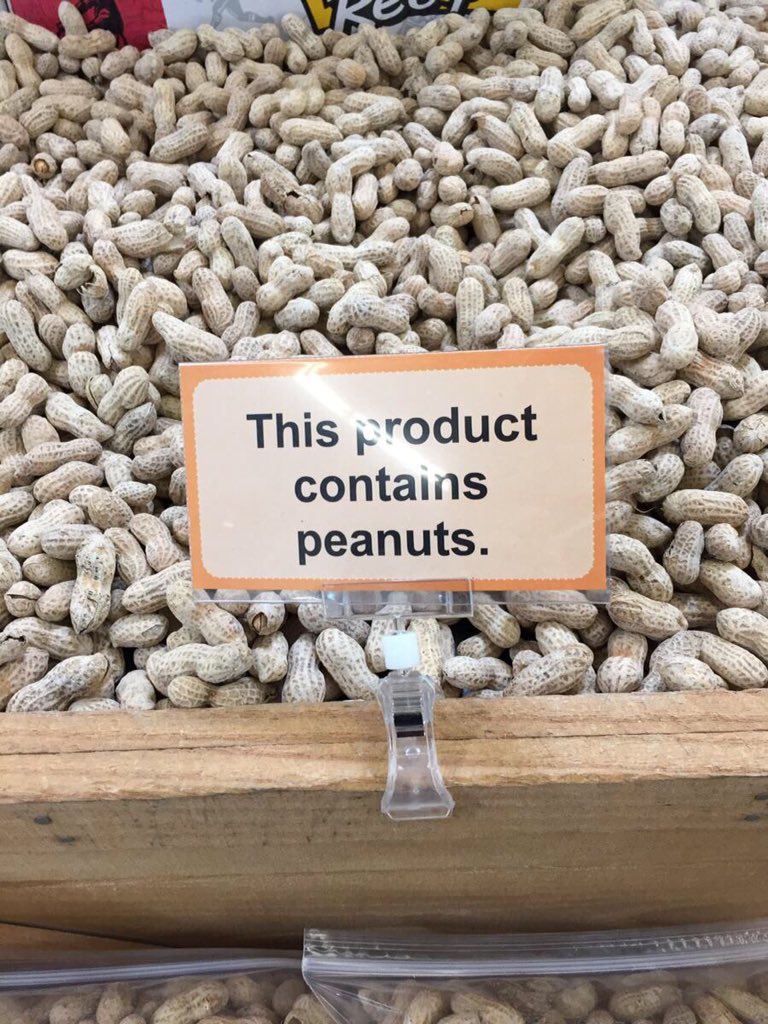 This product
contains
peanuts.